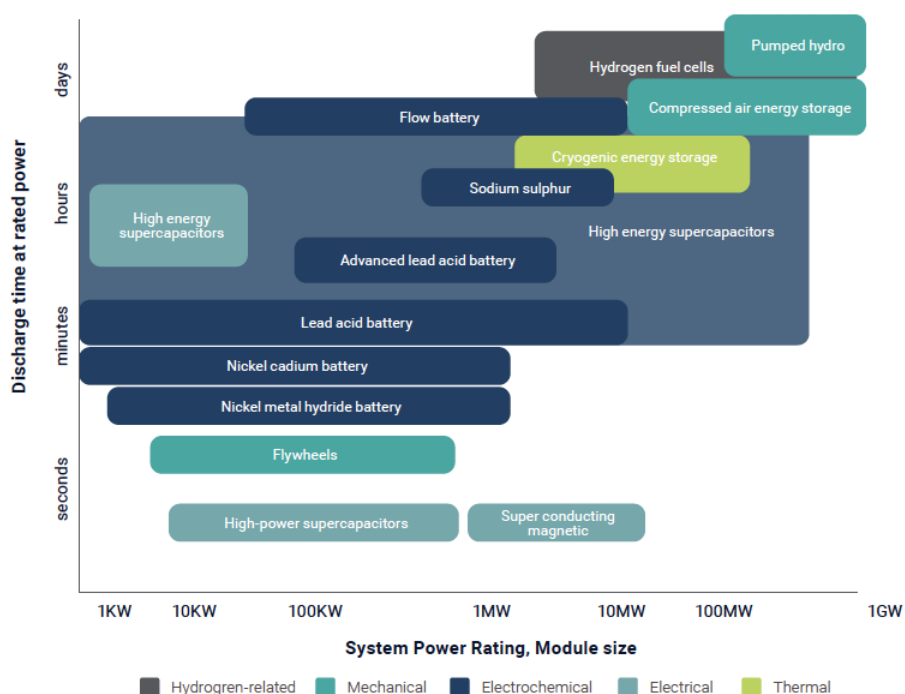 Discharge time at rated power
days
hours
minutes
seconds
Pumped hydro
Hydrogen fuel cells
Compressed air energy storage
Flow battery
Cryogenic energy storage
Sodium sulphur
High energy
supercapacitors
High energy supercapacitors
Advanced lead acid battery
Lead acid battery
Nickel cadium battery
Nickel metal hydride battery
Flywheels
High-power supercapacitors
Super conducting
magnetic
1KW 10KW 100KW 1MW 10MW 100MW 1GW
System Power Rating, Module size
Hydrogren-related Mechanical Electrochemical Electrical Thermal